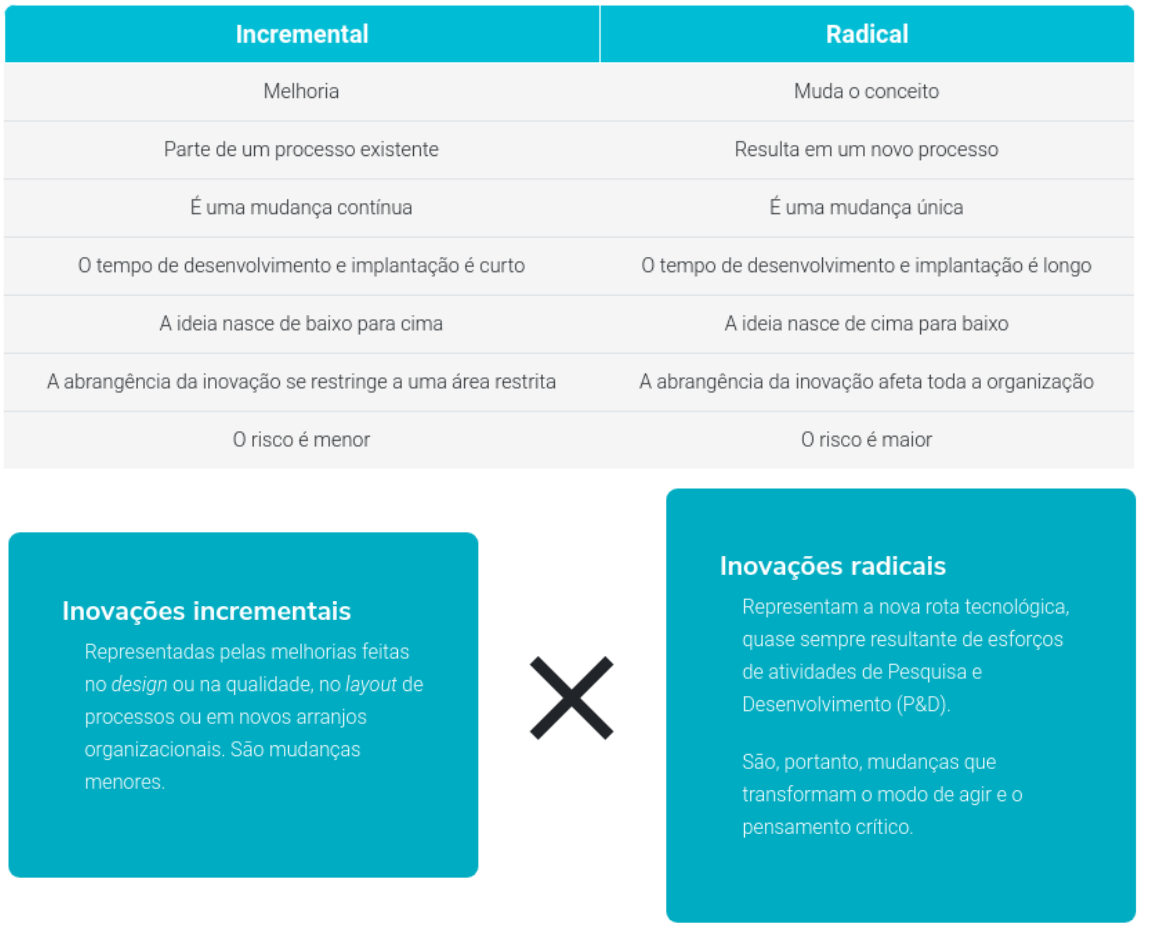 Incremental Radical
Melhoria Muda o conceito
Parte de um processo existente Resulta em um novo processo
É uma mudança contínua É uma mudança única
O tempo de desenvolvimento e implantação é curto O tempo de desenvolvimento e implantação é longo
A ideia nasce de baixo para cima A ideia nasce de cima para baixo
A abrangência da inovação se restringe a uma área restrita A abrangência da inovação afeta toda a organização
O risco é menor O risco é maior
Inovações incrementais
Representadas pelas melhorias feitas
no design ou na qualidade, no layout de
processos ou em novos arranjos
organizacionais. São mudanças
menores.
Inovações radicais
Representam a nova rota tecnológica,
quase sempre resultante de esforços
de atividades de Pesquisa e
Desenvolvimento (P&D).
São, portanto, mudanças que
transformam o modo de agir e o
pensamento crítico.